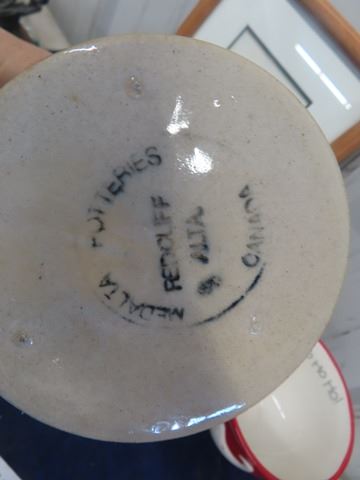 MEDALTA POTTERIES
REDCLIFF
ALTA.
CANADA